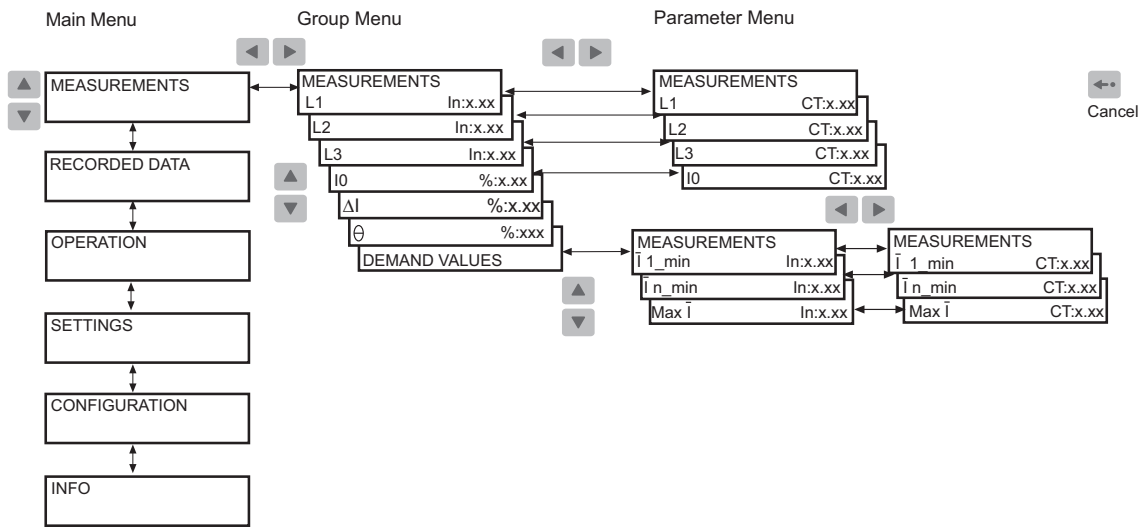 Main Menu
Group Menu
Parameter Menu
MEASUREMENTS
RECORDED DATA
OPERATION
SETTINGS
CONFIGURATION
INFO
MEASUREMENTS
L1 In:x.xx
L2 In:x.xx
L3 In:x.xx
I0 %:x.xx
ΔI %:x.xx
θ %:xxx
DEMAND VALUES
MEASUREMENTS
L1 CT:x.xx
L2 CT:x.xx
L3 CT:x.xx
I0 CT:x.xx
MEASUREMENTS
Ī 1_min In:x.xx
Ī n_min In:x.xx
Max Ī In:x.xx
MEASUREMENTS
Ī 1_min CT:x.xx
Ī n_min CT:x.xx
Max Ī CT:x.xx
Cancel